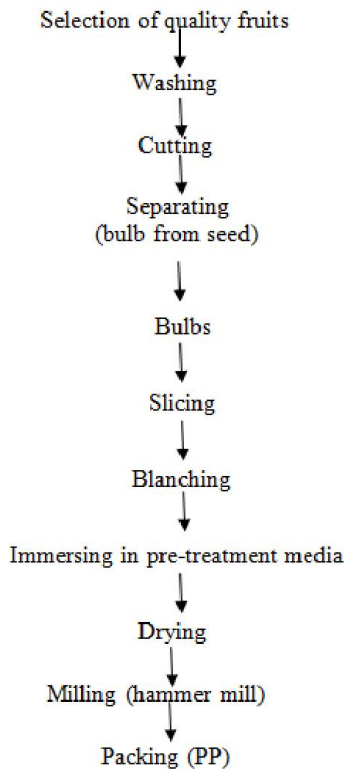 Selection of quality fruits
Washing
Cutting
Separating
(bulb from seed)
Bulbs
Slicing
Blanching
Immersing in pre-treatment media
Drying
Milling (hammer mill)
Packing (PP)